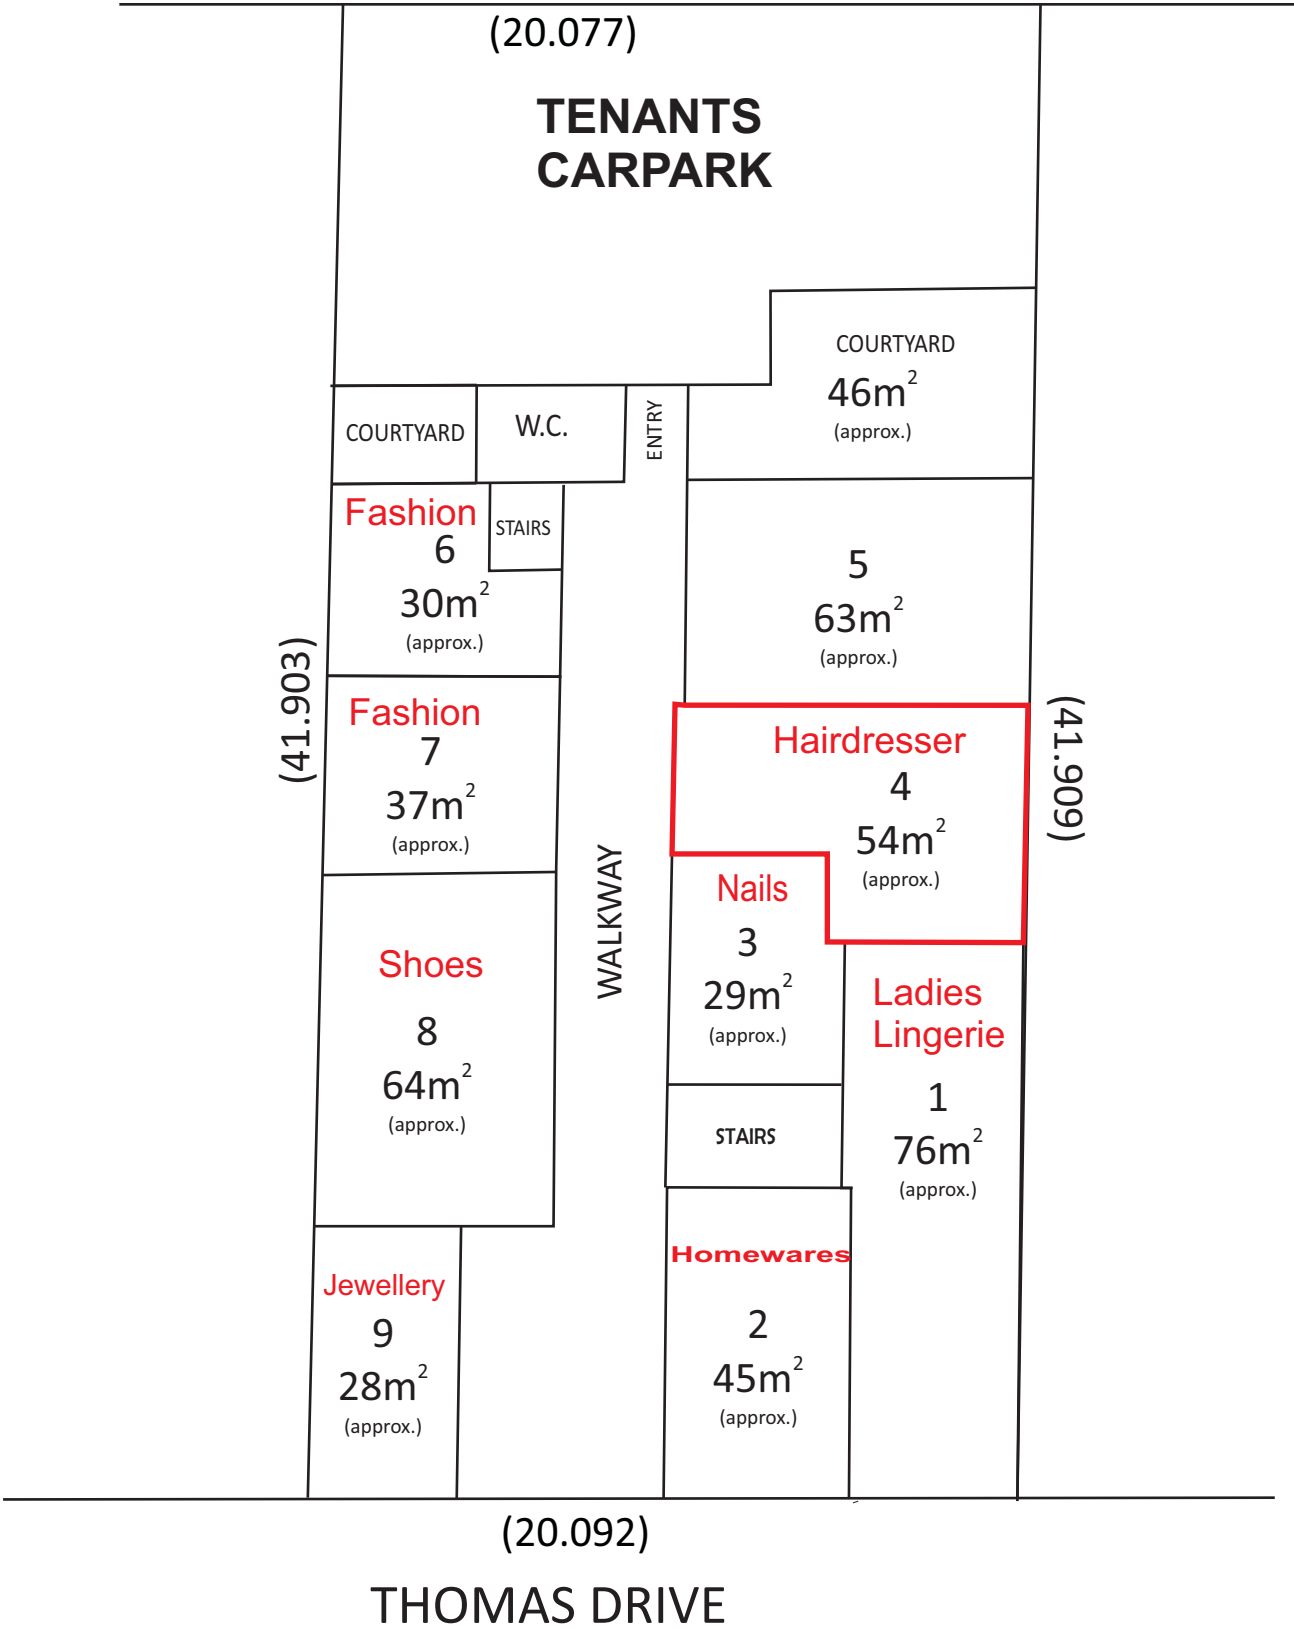 (20.077)
TENANTS
CARPARK
COURTYARD
46m²
(approx.)
COURTYARD
W.C.
ENTRY
Fashion
6
30m²
(approx.)
STAIRS
5
63m²
(approx.)
(41.903)
Fashion
7
37m²
(approx.)
Hairdresser
4
54m²
(approx.)
(41.909)
WALKWAY
Nails
3
29m²
(approx.)
Shoes
8
64m²
(approx.)
Ladies
Lingerie
1
76m²
(approx.)
STAIRS
Homewares
2
45m²
(approx.)
Jewellery
9
28m²
(approx.)
(20.092)
THOMAS DRIVE